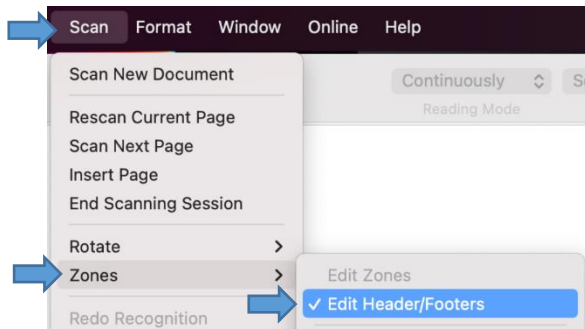 Scan Format Window Online Help
Scan New Document
Continuously
Reading Mode
Rescan Current Page
Scan Next Page
Insert Page
End Scanning Session
Rotate
Zones
Edit Zones
✓ Edit Header/Footers
Redo Recognition